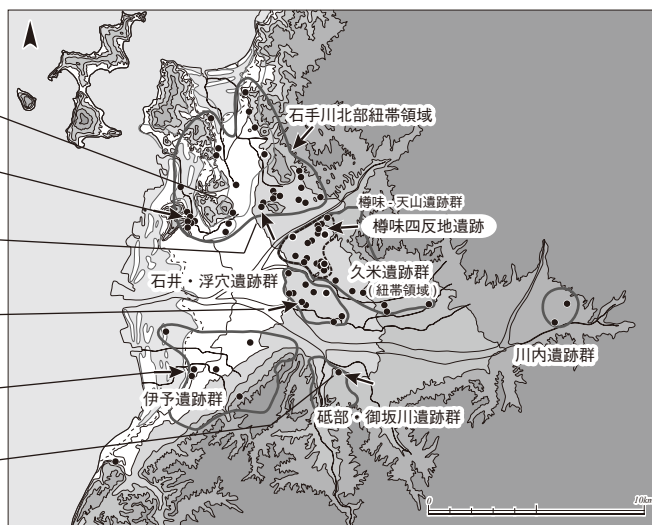 石手川北部紐帯領域
樽味・天山遺跡群
樽味四反地遺跡
石井・浮穴遺跡群
久米遺跡群
(紐帯領域)
川内遺跡群
伊予遺跡群
砥部・御坂川遺跡群
0
10km